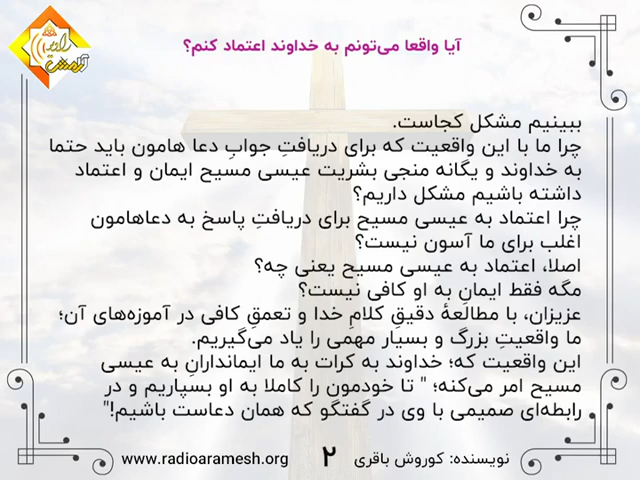 رادیو
آرامش
آیا واقعا می‌تونم به خداوند اعتماد کنم؟
ببینیم مشکل کجاست.
چرا ما با این واقعیت که برای دریافتِ جوابِ دعا هامون باید حتما
به خداوند و یگانه منجی بشریت عیسی مسیح ایمان و اعتماد
داشته باشیم مشکل داریم؟
چرا اعتماد به عیسی مسیح برای دریافتِ پاسخ به دعاهامون
اغلب برای ما آسون نیست؟
اصلا، اعتماد به عیسی مسیح یعنی چه؟
مگه فقط ایمانِ به او کافی نیست؟
عزیزان، با مطالعهٔ دقیقِ کلامِ خدا و تعمقِ کافی در آموزه‌های آن؛
ما واقعیتِ بزرگ و بسیار مهمی را یاد می‌گیریم.
این واقعیت که؛ خداوند به کرات به ما ایماندارانِ به عیسی
مسیح امر می‌کنه؛ " تا خودمون را کاملا به او بسپاریم و در
رابطه‌ای صمیمی با وی در گفتگو که همان دعاست باشیم!"
نویسنده: کوروش باقری
۲
www.radioaramesh.org